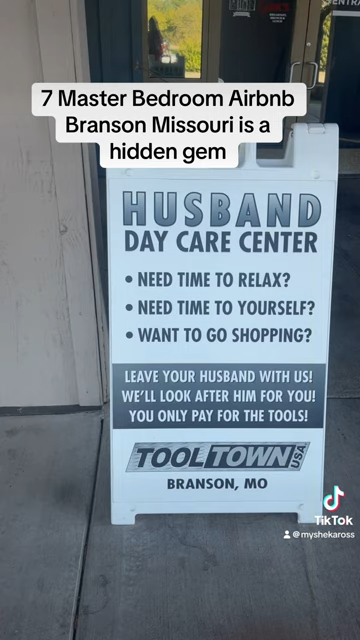 7 Master Bedroom Airbnb
Branson Missouri is a
hidden gem
HUSBAND
DAY CARE CENTER
• NEED TIME TO RELAX?
• NEED TIME TO YOURSELF?
• WANT TO GO SHOPPING?
LEAVE YOUR HUSBAND WITH US!
WE'LL LOOK AFTER HIM FOR YOU!
YOU ONLY PAY FOR THE TOOLS!
TOOL TOWN USA
BRANSON, MO
TikTok
@myshekaross